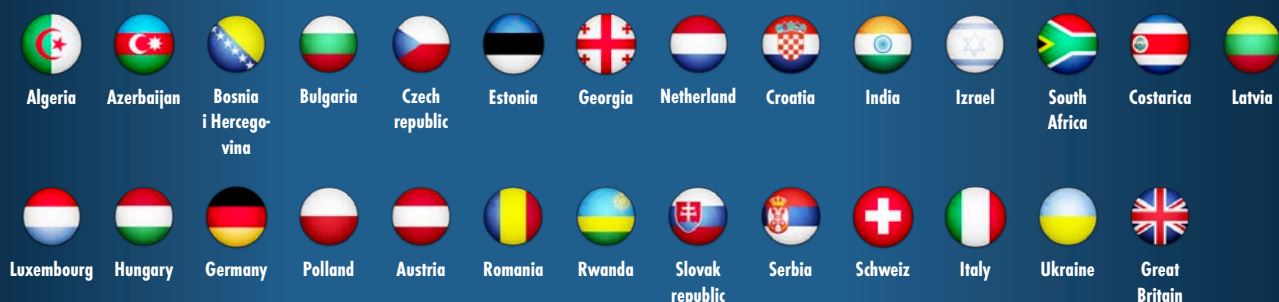 Algeria
Azerbaijan
Bosnia
i Hercego-
vina
Bulgaria
Czech
republic
Estonia
Georgia
Netherland
Croatia
India
Izrael
South
Africa
Costarica
Latvia
Luxembourg
Hungary
Germany
Polland
Austria
Romania
Rwanda
Slovak
republic
Serbia
Schweiz
Italy
Ukraine
Great
Britain